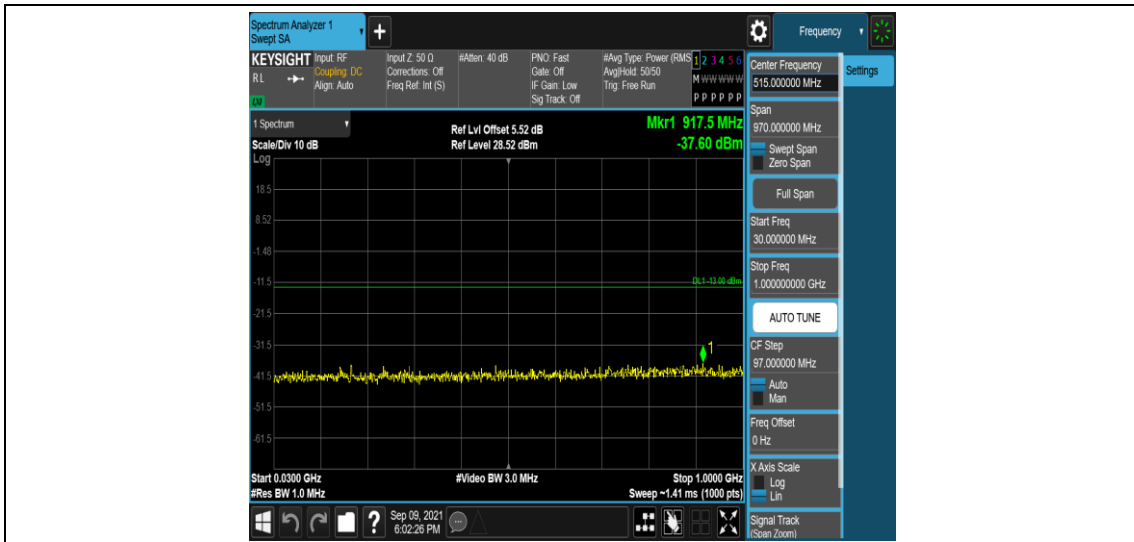 Spectrum Analyzer 1
Swept SA
+
Frequency
KEYSIGHT
RL
LXI
Input: RF
Coupling: DC
Align: Auto
Input Z: 50 Ω
Corrections: Off
Freq Ref: Int (S)
#Atten: 40 dB
PNO: Fast
Gate: Off
IF Gain: Low
Sig Track: Off
#Avg Type: Power (RMS
Avg|Hold: 50/50
Trig: Free Run
1 2 3 4 5 6
M W W W W W
P P P P P P
1 Spectrum
Scale/Div 10 dB
Log
Ref Lvl Offset 5.52 dB
Ref Level 28.52 dBm
Mkr1 917.5 MHz
-37.60 dBm
18.5
8.52
-1.48
-11.5
DL1 -13.00 dBm
-21.5
-31.5
1
-41.5
-51.5
-61.5
Start 0.0300 GHz
#Res BW 1.0 MHz
#Video BW 3.0 MHz
Stop 1.0000 GHz
Sweep ~1.41 ms (1000 pts)
?
Sep 09, 2021
6:02:26 PM
Center Frequency
515.000000 MHz
Settings
Span
970.000000 MHz
Swept Span
Zero Span
Full Span
Start Freq
30.000000 MHz
Stop Freq
1.000000000 GHz
AUTO TUNE
CF Step
97.000000 MHz
Auto
Man
Freq Offset
0 Hz
X Axis Scale
Log
Lin
Signal Track
(Span Zoom)